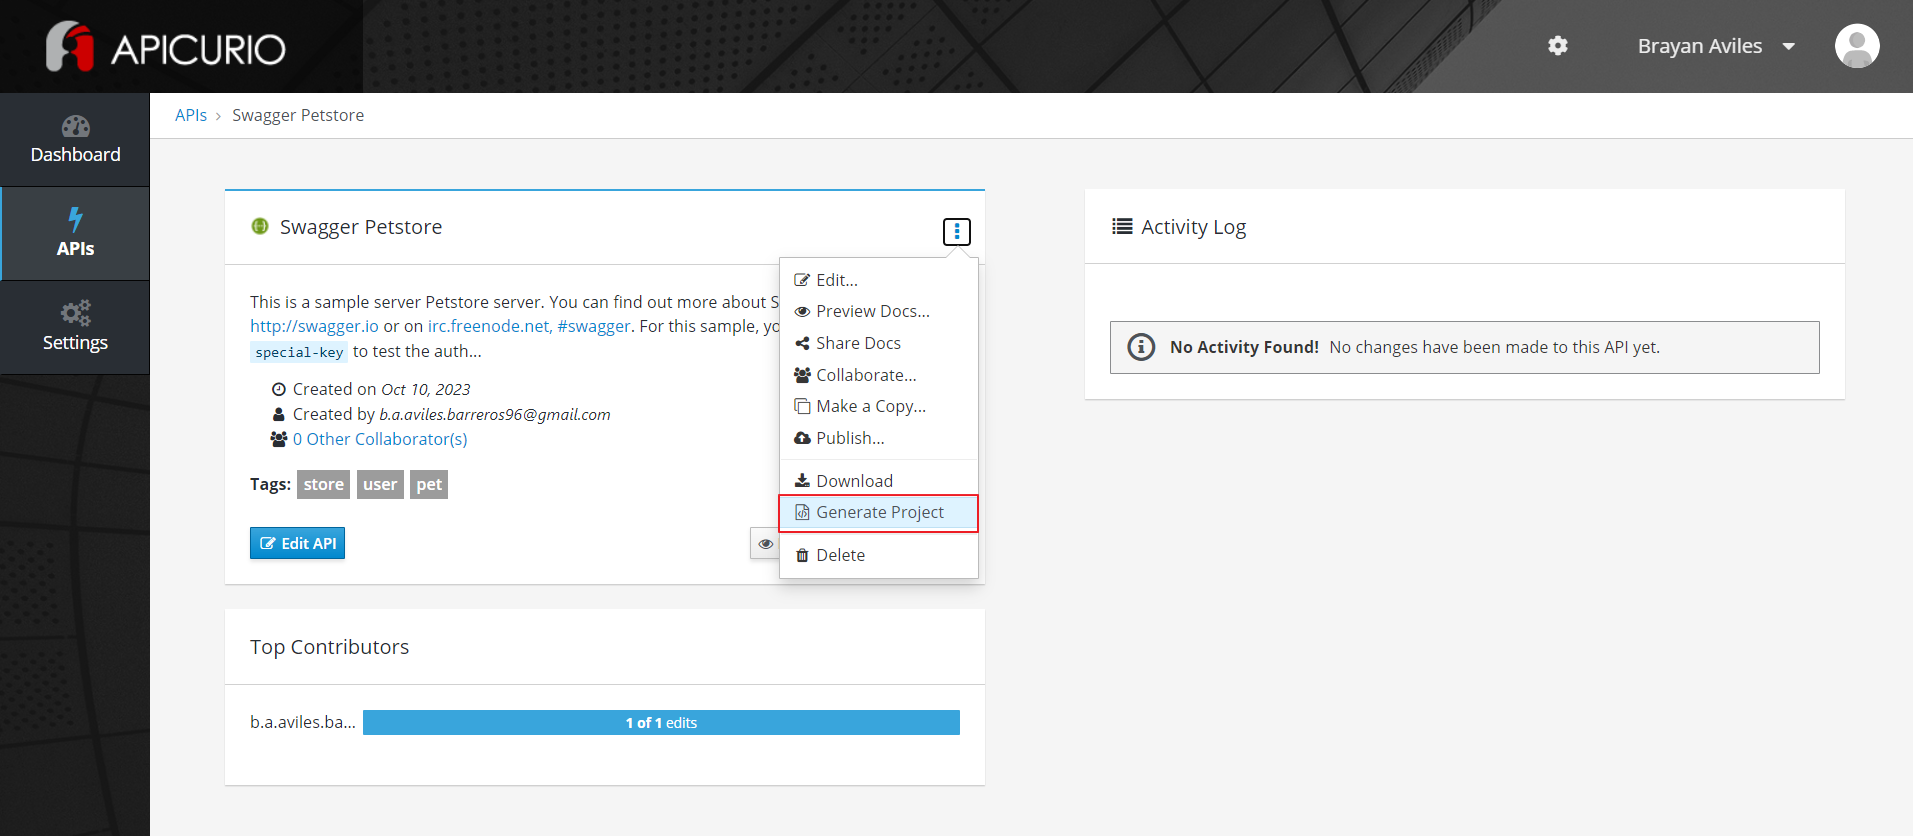 APICURIO
Brayan Aviles
Dashboard
APIs
Settings
APIs › Swagger Petstore
Swagger Petstore
This is a sample server Petstore server. You can find out more about S
http://swagger.io or on irc.freenode.net, #swagger. For this sample, yo
special-key to test the auth...
Created on Oct 10, 2023
Created by b.a.aviles.barreros96@gmail.com
0 Other Collaborator(s)
Tags: store user pet
Edit API
Edit...
Preview Docs...
Share Docs
Collaborate...
Make a Copy...
Publish...
Download
Generate Project
Delete
Top Contributors
b.a.aviles.ba... 1 of 1 edits
Activity Log
No Activity Found! No changes have been made to this API yet.